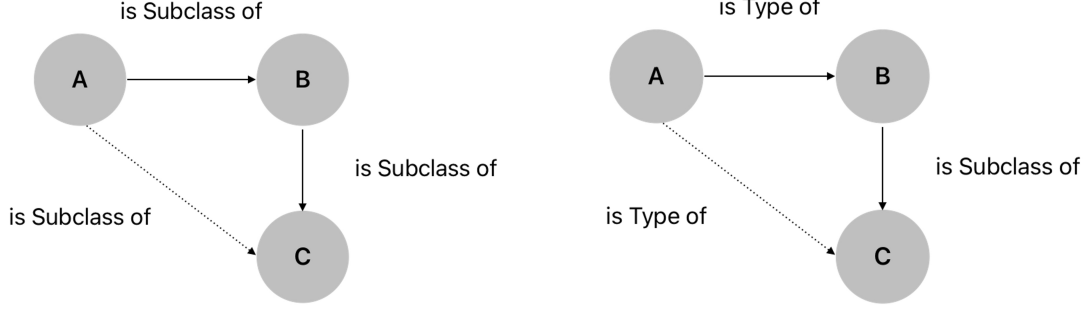 is Subclass of
A
B
is Subclass of
is Subclass of
C
is Type of
A
B
is Subclass of
is Type of
C